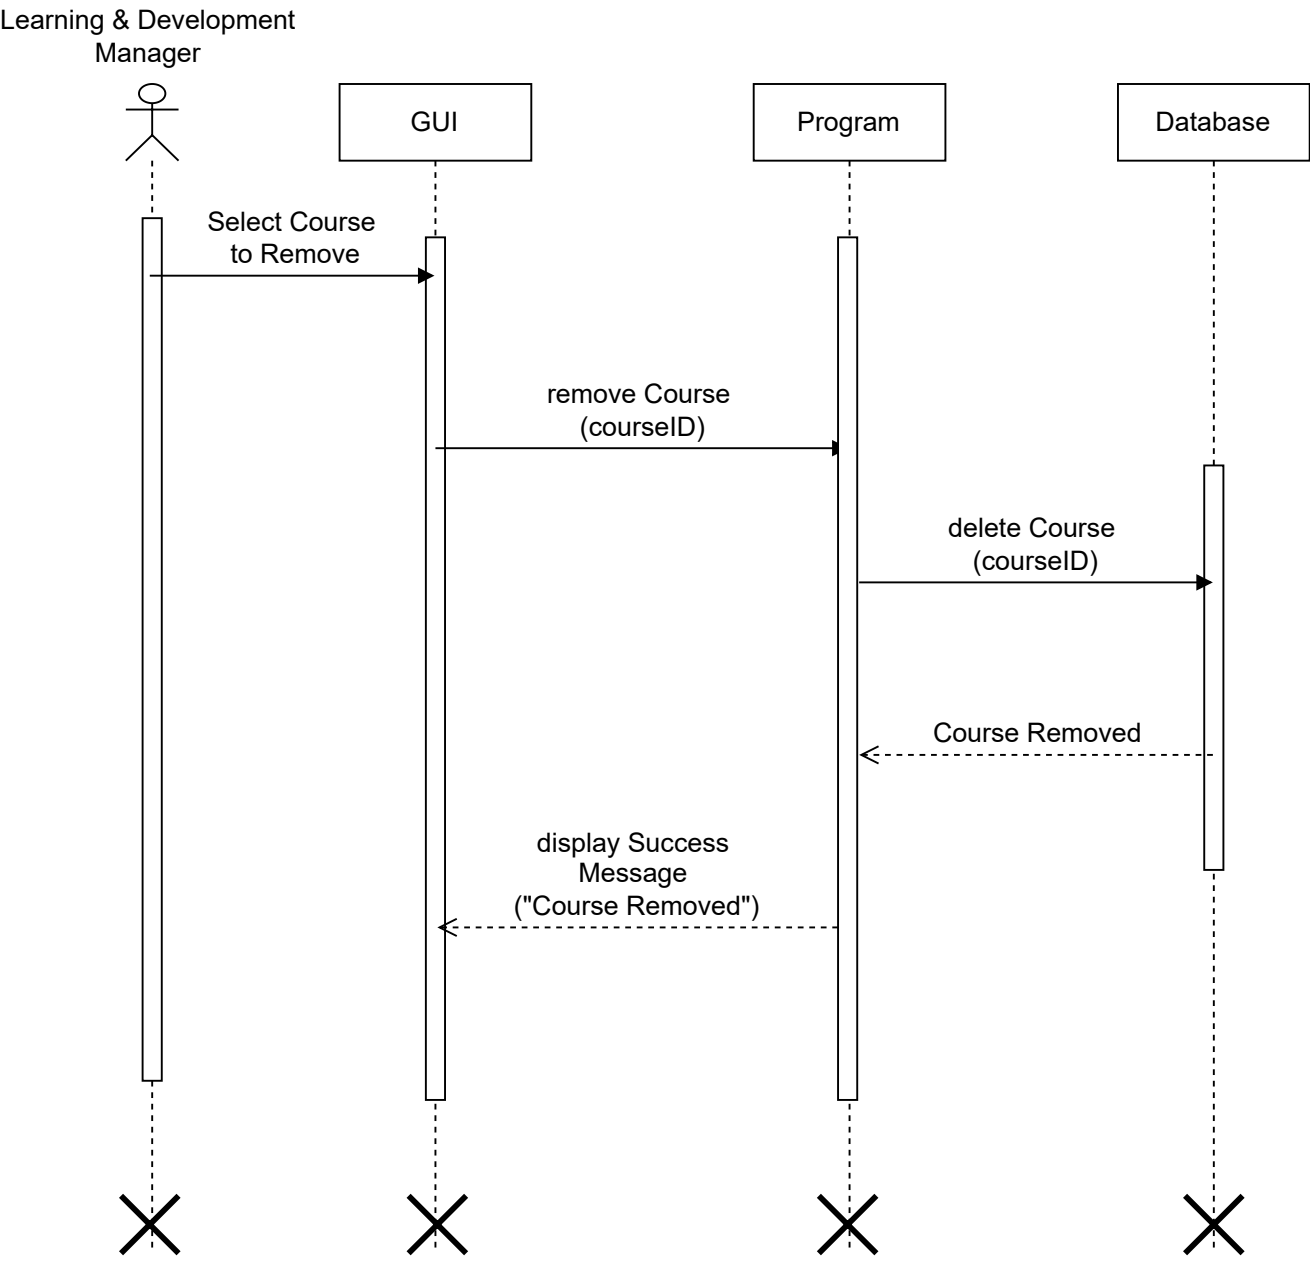 Learning & Development
Manager
GUI
Program
Database
Select Course
to Remove
remove Course
(courseID)
delete Course
(courseID)
Course Removed
display Success
Message
("Course Removed")